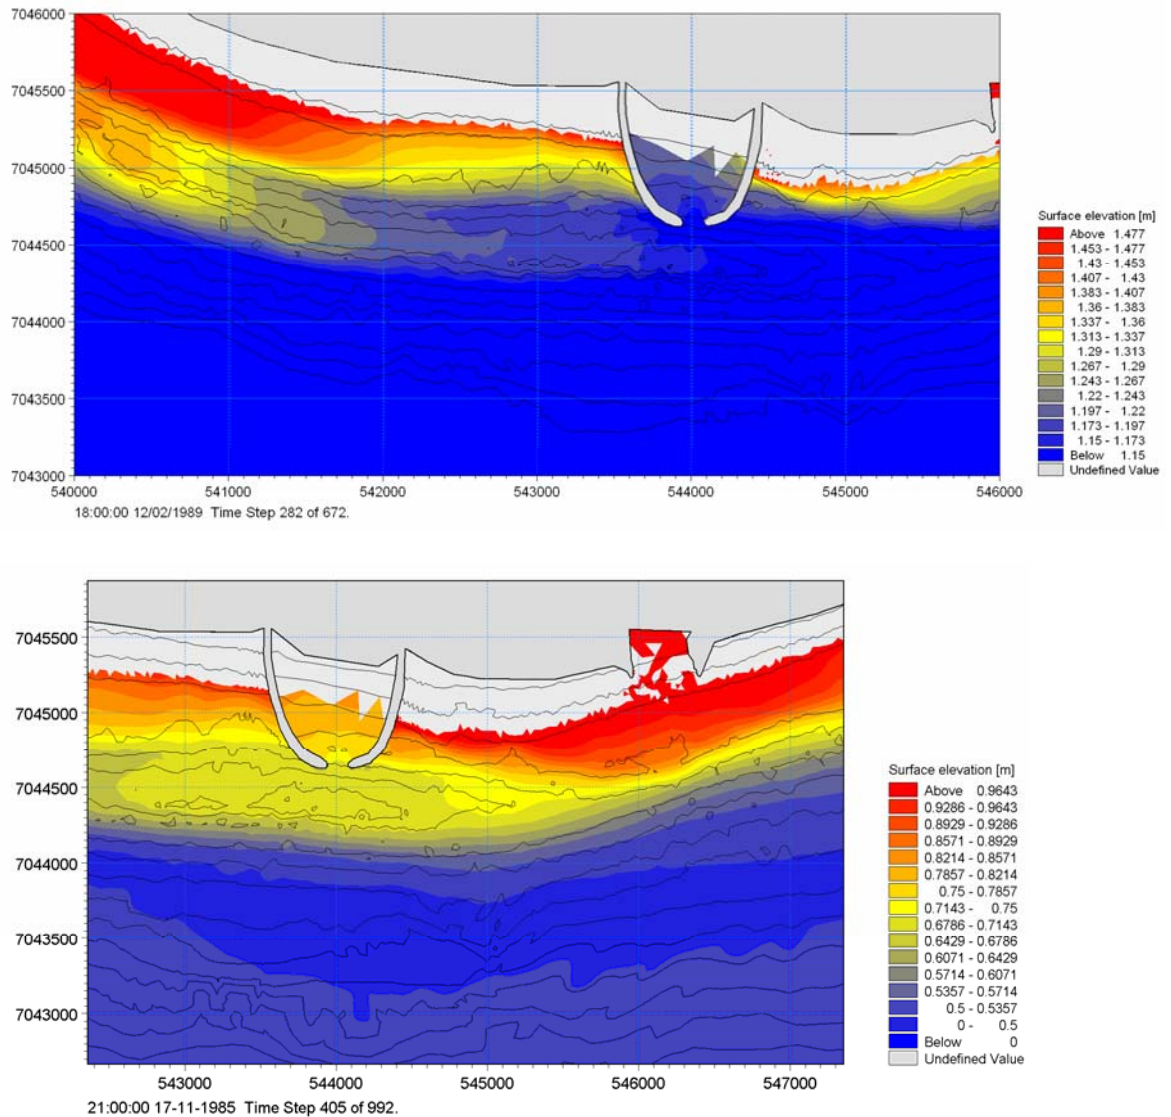 7046000
7045500
7045000
7044500
7044000
7043500
7043000
540000 541000 542000 543000 544000 545000 546000
18:00:00 12/02/1989 Time Step 282 of 672.
Surface elevation [m]
Above 1.477
1.453 - 1.477
1.43 - 1.453
1.407 - 1.43
1.383 - 1.407
1.36 - 1.383
1.337 - 1.36
1.313 - 1.337
1.29 - 1.313
1.267 - 1.29
1.243 - 1.267
1.22 - 1.243
1.197 - 1.22
1.173 - 1.197
1.15 - 1.173
Below 1.15
Undefined Value
7045500
7045000
7044500
7044000
7043500
7043000
543000 544000 545000 546000 547000
21:00:00 17-11-1985 Time Step 405 of 992.
Surface elevation [m]
Above 0.9643
0.9286 - 0.9643
0.8929 - 0.9286
0.8571 - 0.8929
0.8214 - 0.8571
0.7857 - 0.8214
0.75 - 0.7857
0.7143 - 0.75
0.6786 - 0.7143
0.6429 - 0.6786
0.6071 - 0.6429
0.5714 - 0.6071
0.5357 - 0.5714
0.5 - 0.5357
0 - 0.5
Below 0
Undefined Value